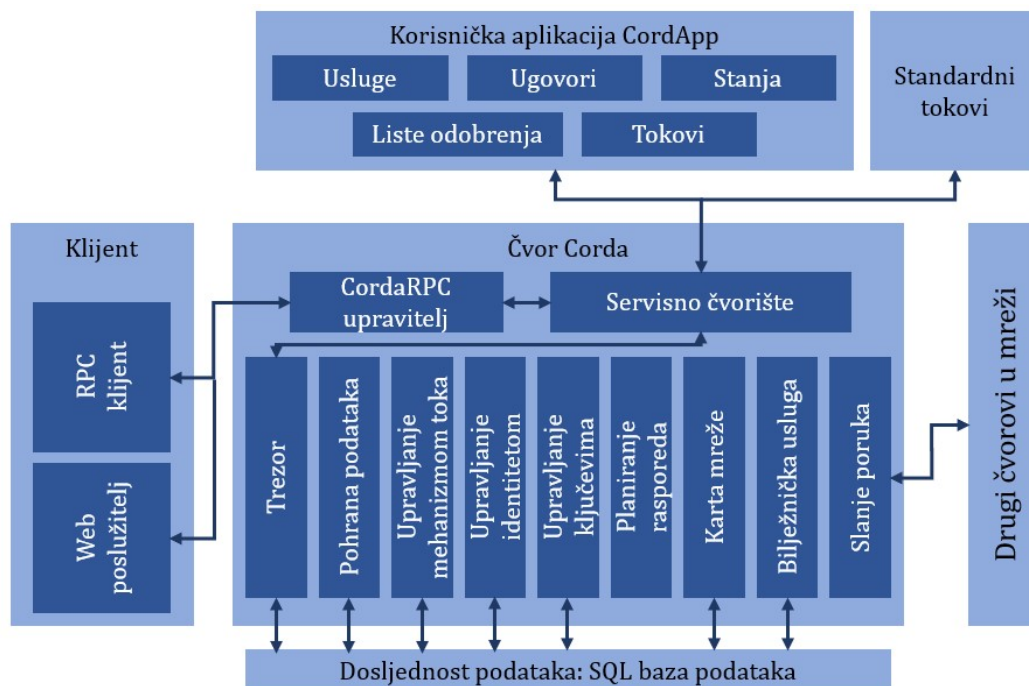 Korisnička aplikacija CordApp
Usluge
Ugovori
Stanja
Liste odobrenja
Tokovi
Standardni
tokovi
Klijent
RPC
klijent
Web
poslužitelj
Čvor Corda
CordaRPC
upravitelj
Servisno čvorište
Trezor
Pohrana podataka
Upravljanje
mehanizmom toka
Upravljanje
identitetom
Upravljanje
ključevima
Planiranje
rasporeda
Karta mreže
Bilježnička usluga
Slanje poruka
Drugi čvorovi u mreži
Dosljednost podataka: SQL baza podataka